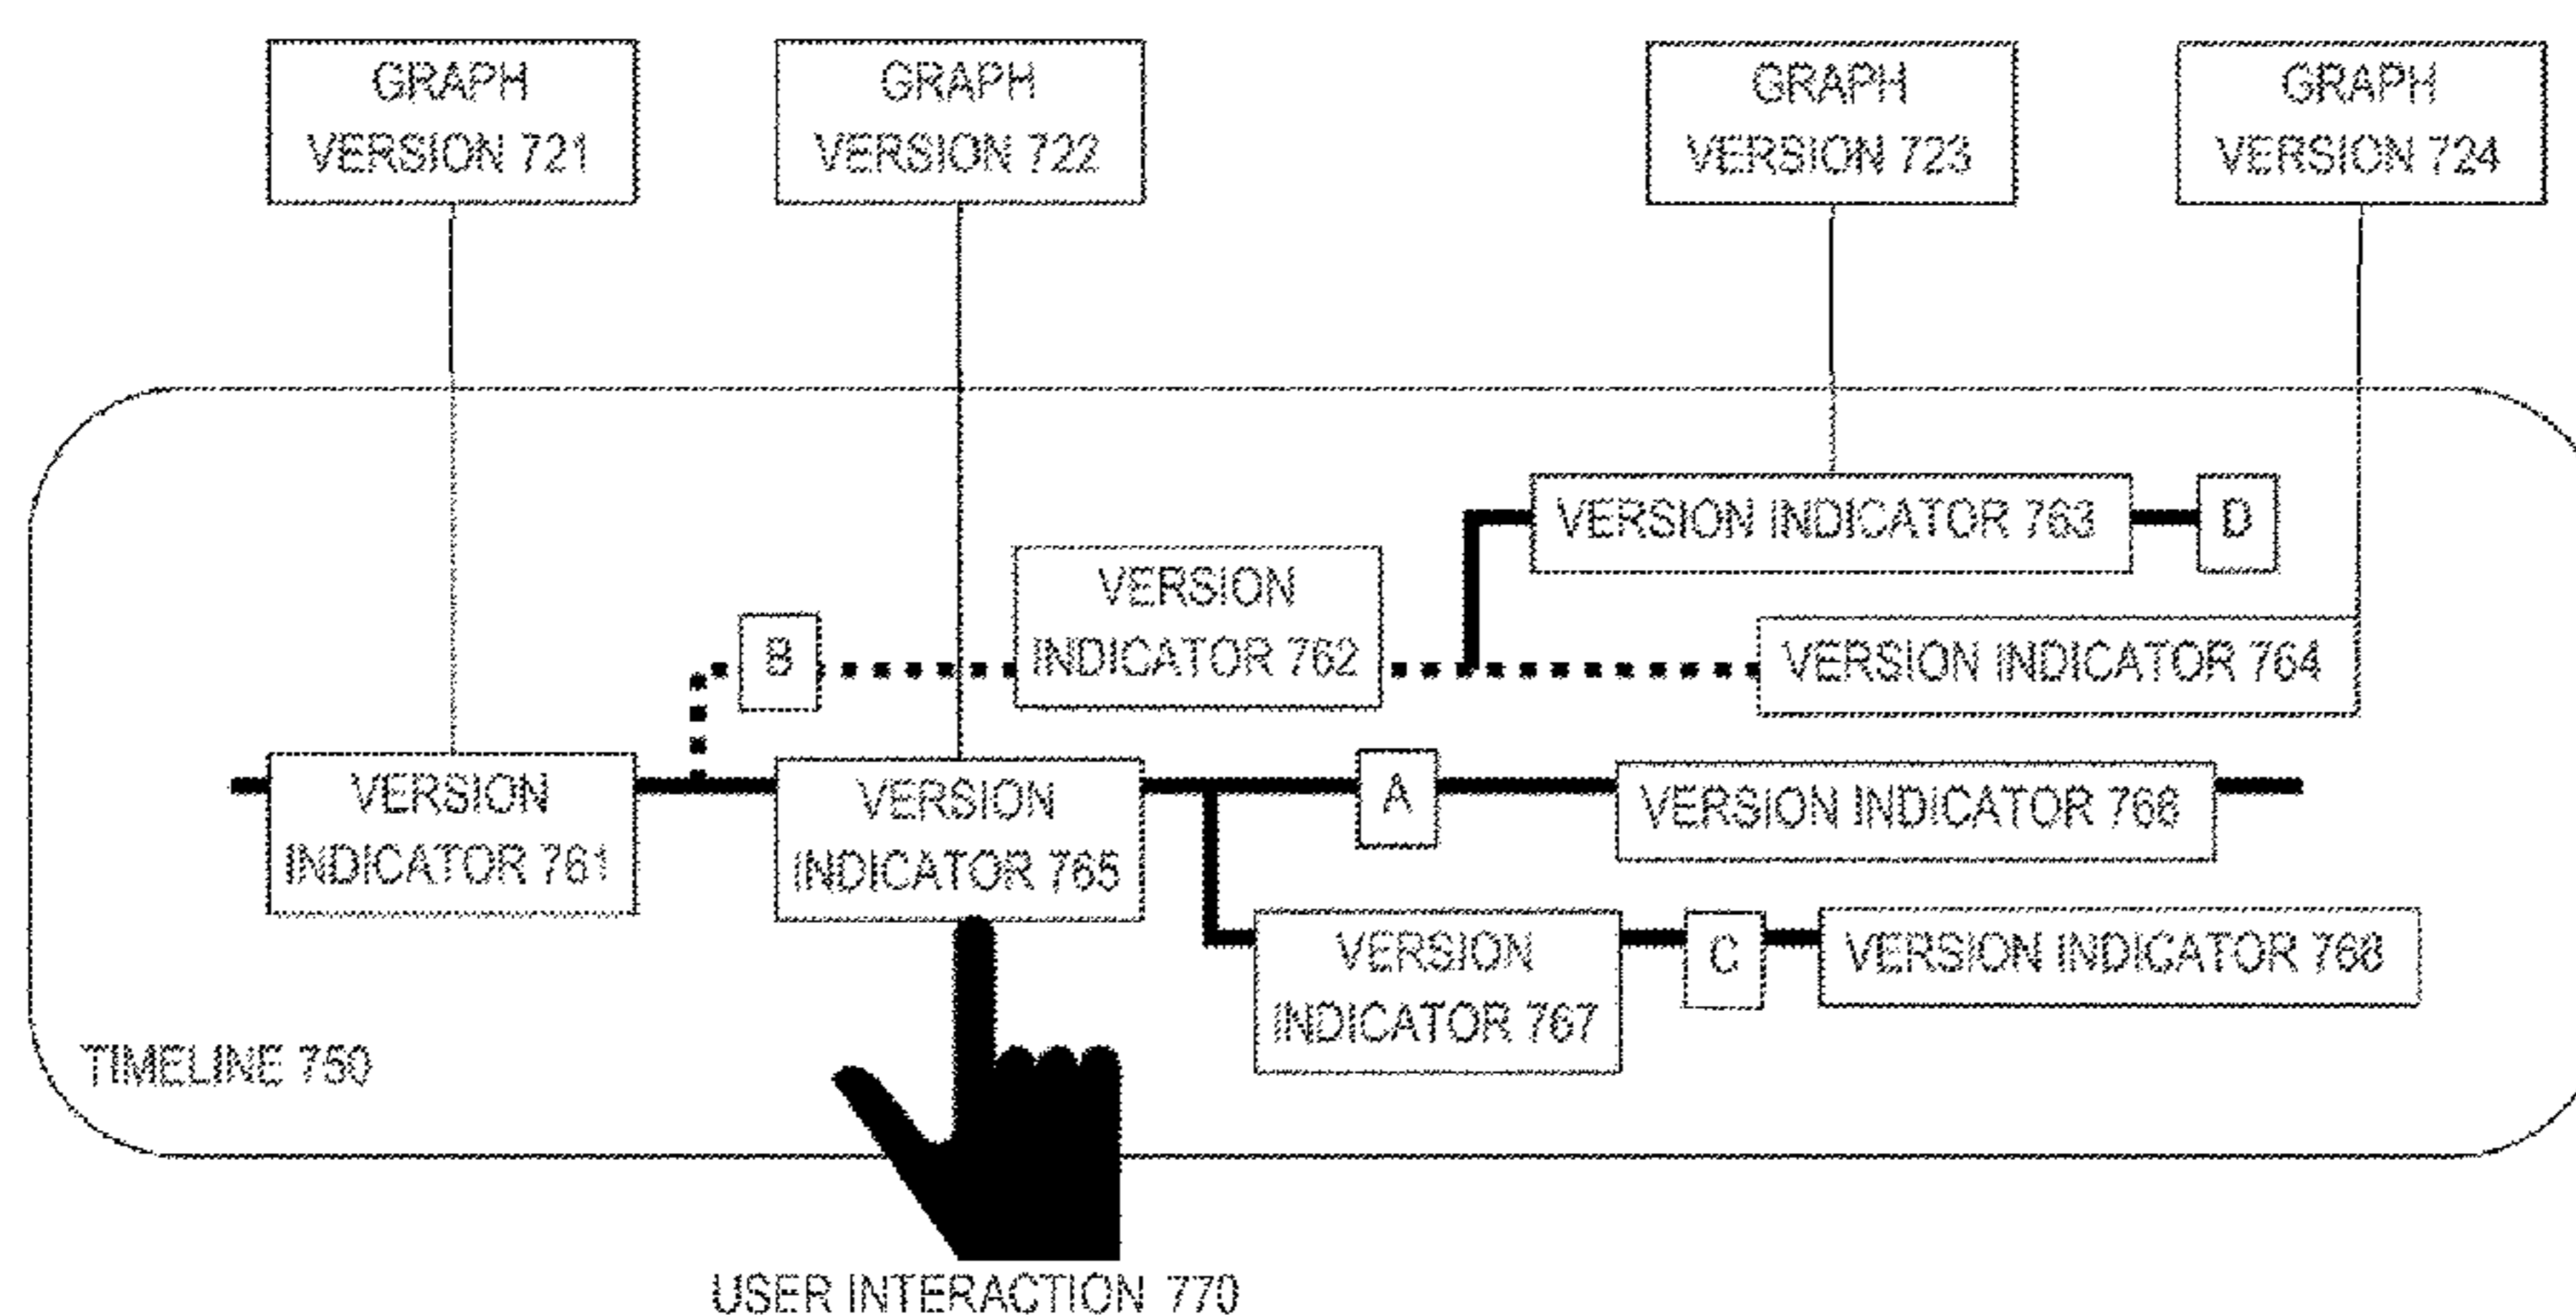 GRAPH
VERSION 721
GRAPH
VERSION 722
GRAPH
VERSION 723
GRAPH
VERSION 724
VERSION INDICATOR 763
D
VERSION
INDICATOR 762
B
VERSION INDICATOR 764
VERSION
INDICATOR 761
VERSION
INDICATOR 765
A
VERSION INDICATOR 766
VERSION
INDICATOR 767
C
VERSION INDICATOR 768
TIMELINE 750
USER INTERACTION 770